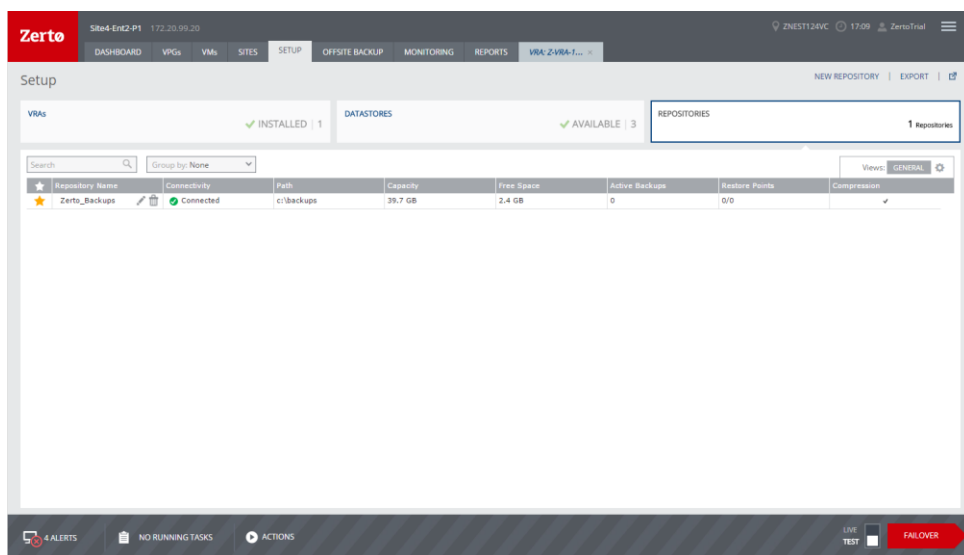 Zertø
Site4-Ent2-P1 172.20.99.20
ZNEST124VC 17:09 ZertoTrial
DASHBOARD VPGs VMs SITES SETUP OFFSITE BACKUP MONITORING REPORTS VRA: Z-VRA-1... ×
Setup
NEW REPOSITORY | EXPORT |
VRAs
INSTALLED | 1
DATASTORES
AVAILABLE | 3
REPOSITORIES
1 Repositories
Search
Group by: None
Views: GENERAL
Repository Name Connectivity Path Capacity Free Space Active Backups Restore Points Compression
Zerto_Backups Connected c:\backups 39.7 GB 2.4 GB 0 0/0
4 ALERTS NO RUNNING TASKS ACTIONS
LIVE
TEST
FAILOVER